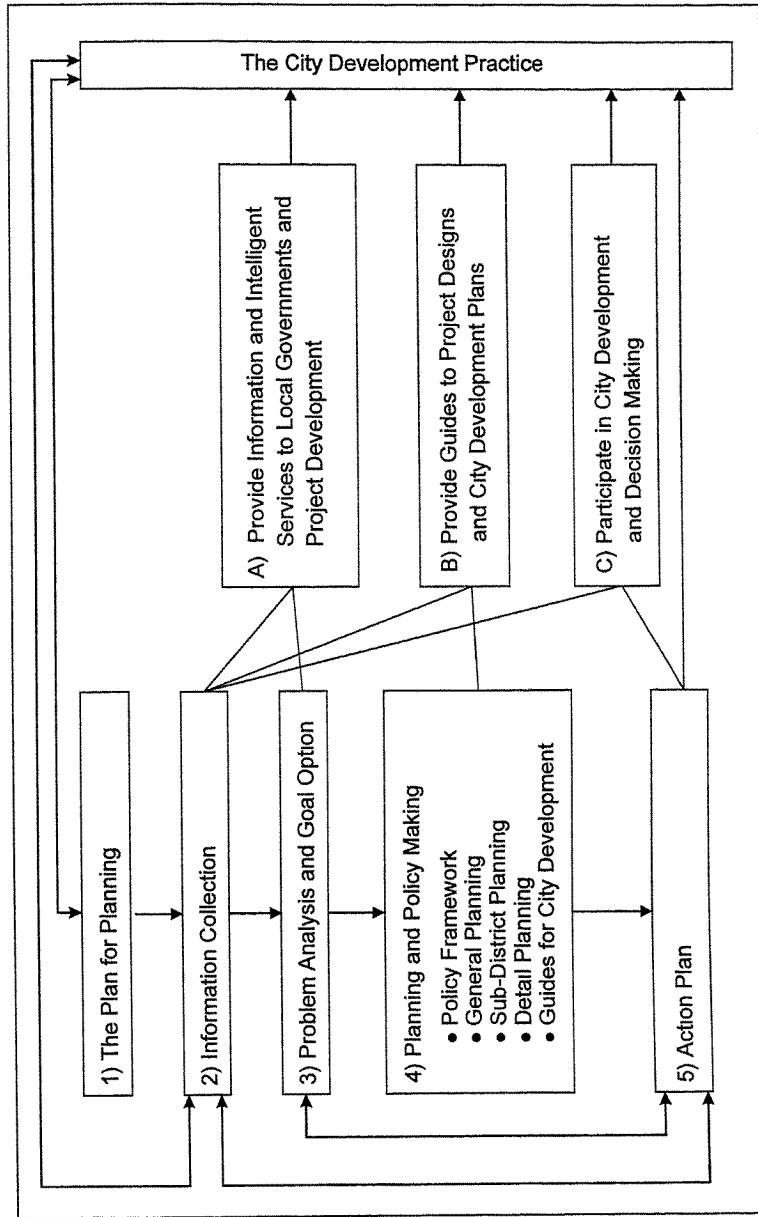 The City Development Practice
A) Provide Information and Intelligent
Services to Local Governments and
Project Development
B) Provide Guides to Project Designs
and City Development Plans
C) Participate in City Development
and Decision Making
1) The Plan for Planning
2) Information Collection
3) Problem Analysis and Goal Option
4) Planning and Policy Making
● Policy Framework
● General Planning
● Sub-District Planning
● Detail Planning
● Guides for City Development
5) Action Plan